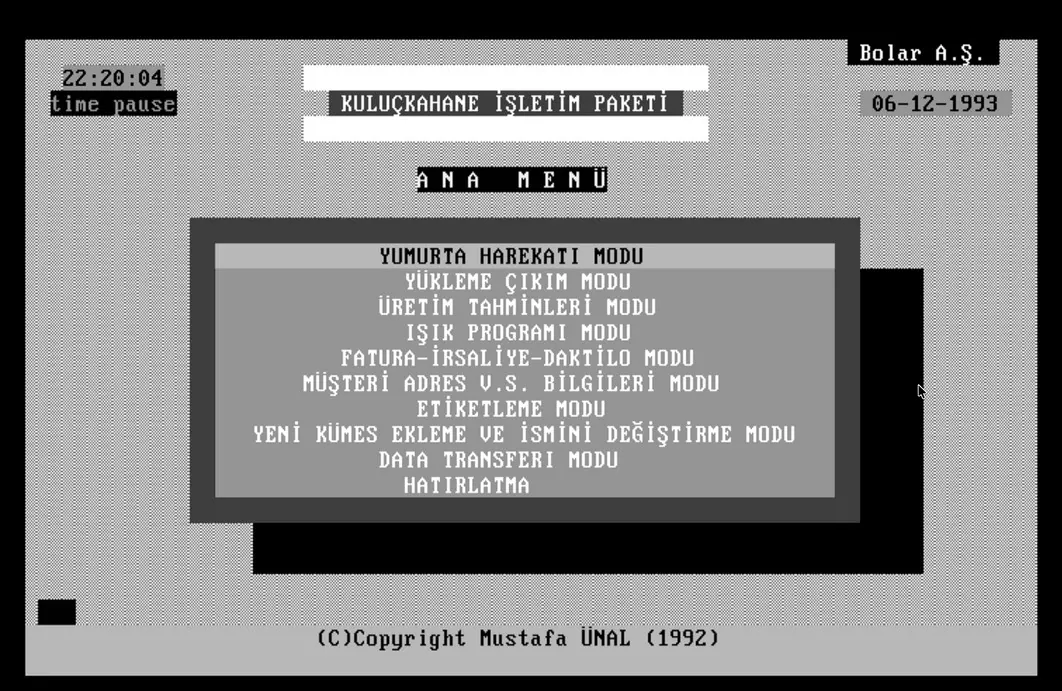 Bolar A.Ş.
22:20:04
time pause
KULUÇKAHANE İŞLETİM PAKETİ
06-12-1993
ANA MENÜ
YUMURTA HAREKATI MODU
YÜKLEME ÇIKIM MODU
ÜRETİM TAHMİNLERİ MODU
IŞIK PROGRAMI MODU
FATURA-İRSALİYE-DAKTİLO MODU
MÜŞTERİ ADRES V.S. BİLGİLERİ MODU
ETİKETLEME MODU
YENİ KÜMES EKLEME VE İSMİNİ DEĞİŞTİRME MODU
DATA TRANSFERI MODU
HATIRLATMA
(C)Copyright Mustafa ÜNAL (1992)